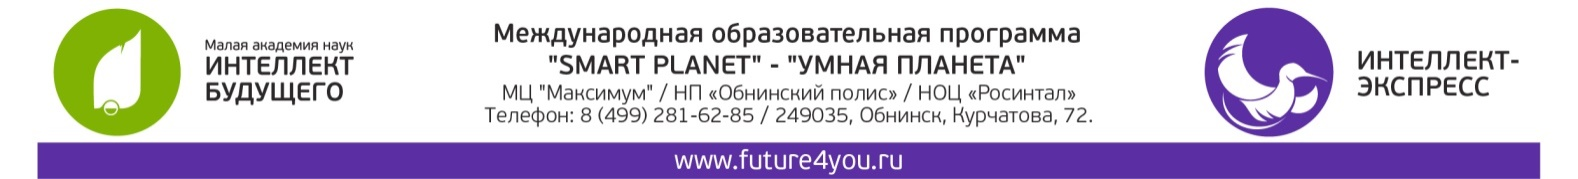 Малая академия наук
ИНТЕЛЛЕКТ
БУДУЩЕГО
Международная образовательная программа
"SMART PLANET" - "УМНАЯ ПЛАНЕТА"
МЦ "Максимум" / НП «Обнинский полис» / НОЦ «Росинтал»
Телефон: 8 (499) 281-62-85 / 249035, Обнинск, Курчатова, 72.
ИНТЕЛЛЕКТ-
ЭКСПРЕСС
www.future4you.ru